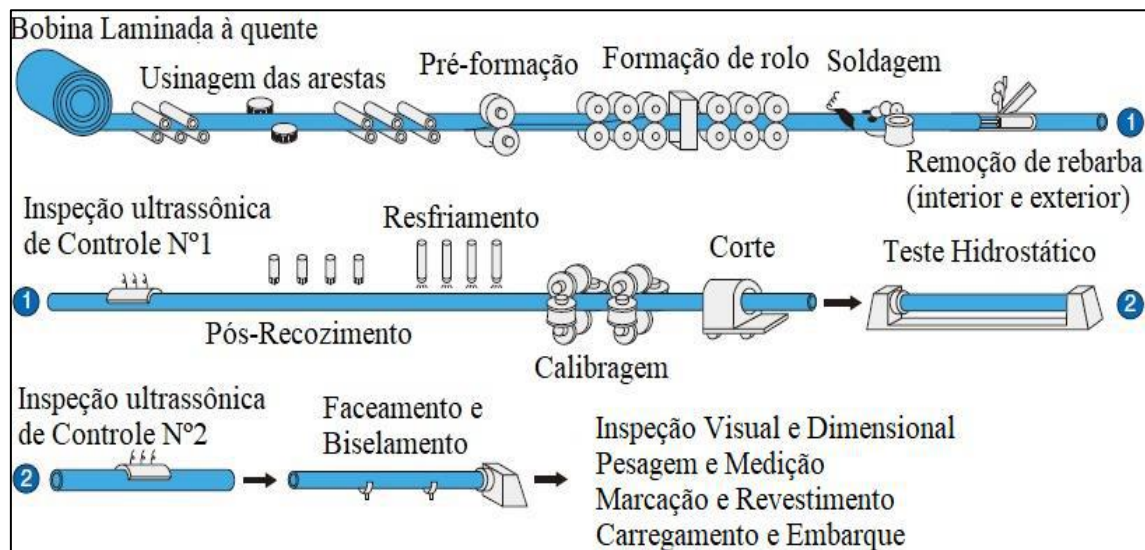 Bobina Laminada à quente
Usinagem das arestas
Pré-formação
Formação de rolo
Soldagem
1
Remoção de rebarba
(interior e exterior)
Inspeção ultrassônica
de Controle Nº1
Resfriamento
Corte
Teste Hidrostático
1
2
Pós-Recozimento
Calibragem
Inspeção ultrassônica
de Controle Nº2
Faceamento e
Biselamento
2
Inspeção Visual e Dimensional
Pesagem e Medição
Marcação e Revestimento
Carregamento e Embarque